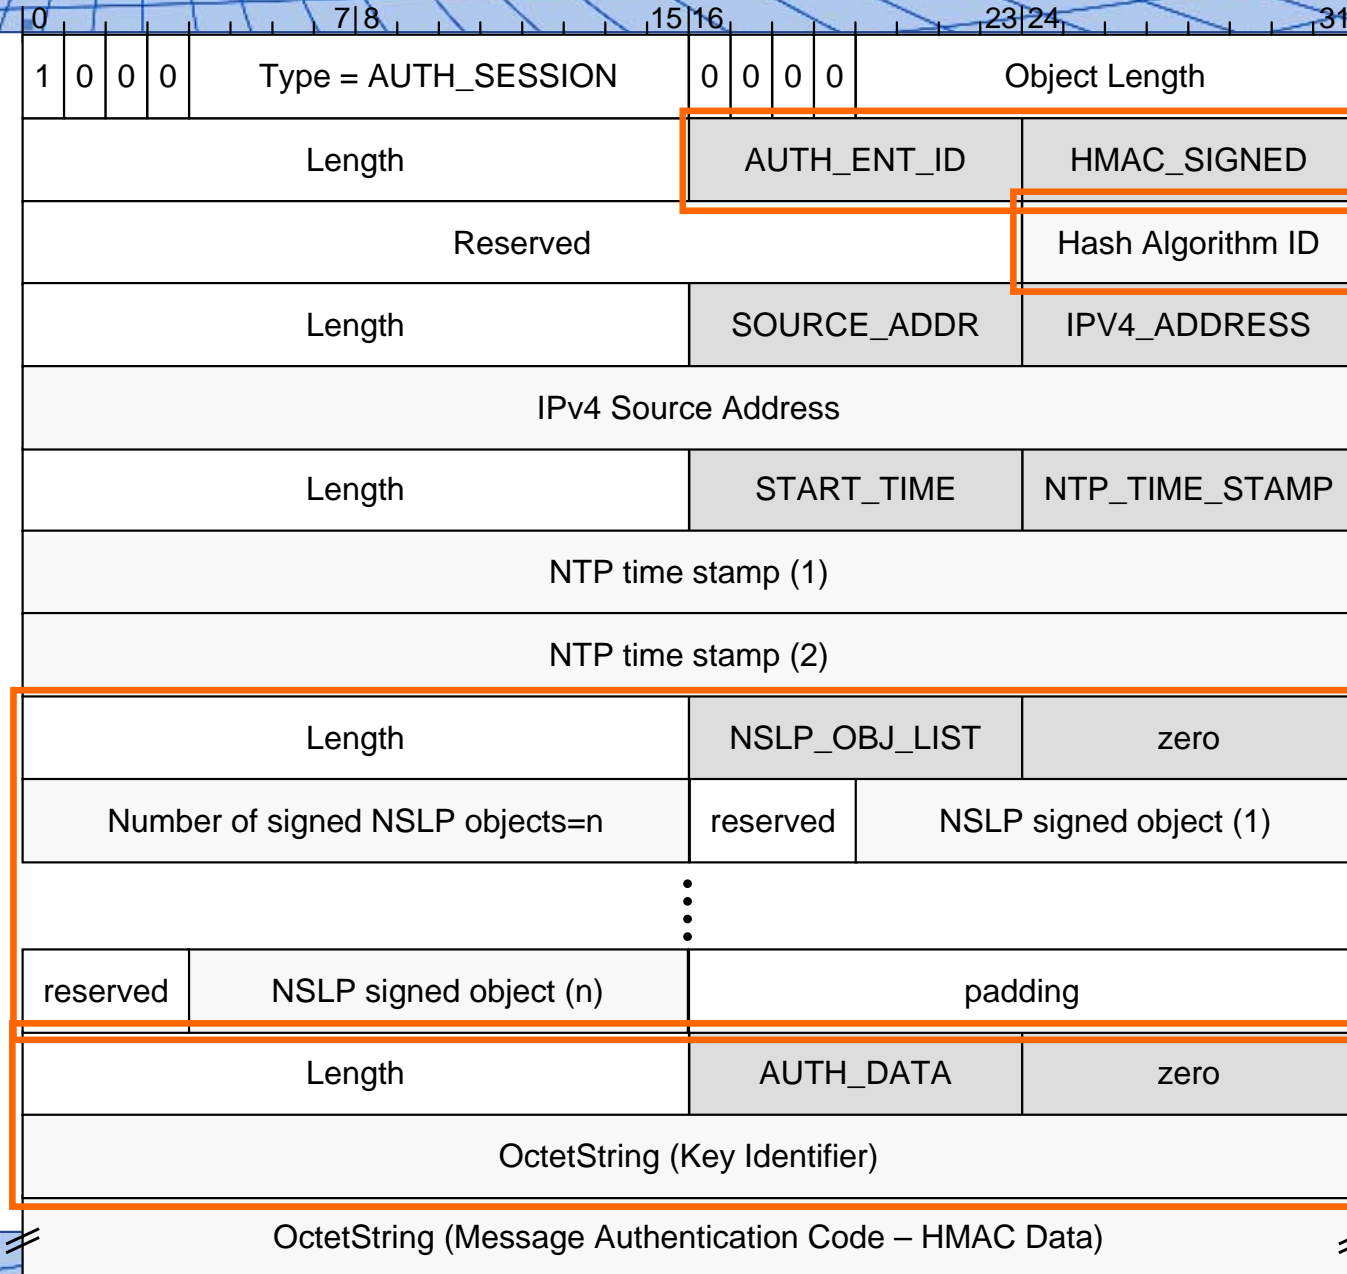 0 7|8 15|16 23|24 31
1 0 0 0 Type = AUTH_SESSION 0 0 0 0 Object Length
Length AUTH_ENT_ID HMAC_SIGNED
Reserved Hash Algorithm ID
Length SOURCE_ADDR IPV4_ADDRESS
IPv4 Source Address
Length START_TIME NTP_TIME_STAMP
NTP time stamp (1)
NTP time stamp (2)
Length NSLP_OBJ_LIST zero
Number of signed NSLP objects=n reserved NSLP signed object (1)
reserved NSLP signed object (n) padding
Length AUTH_DATA zero
OctetString (Key Identifier)
OctetString (Message Authentication Code – HMAC Data)